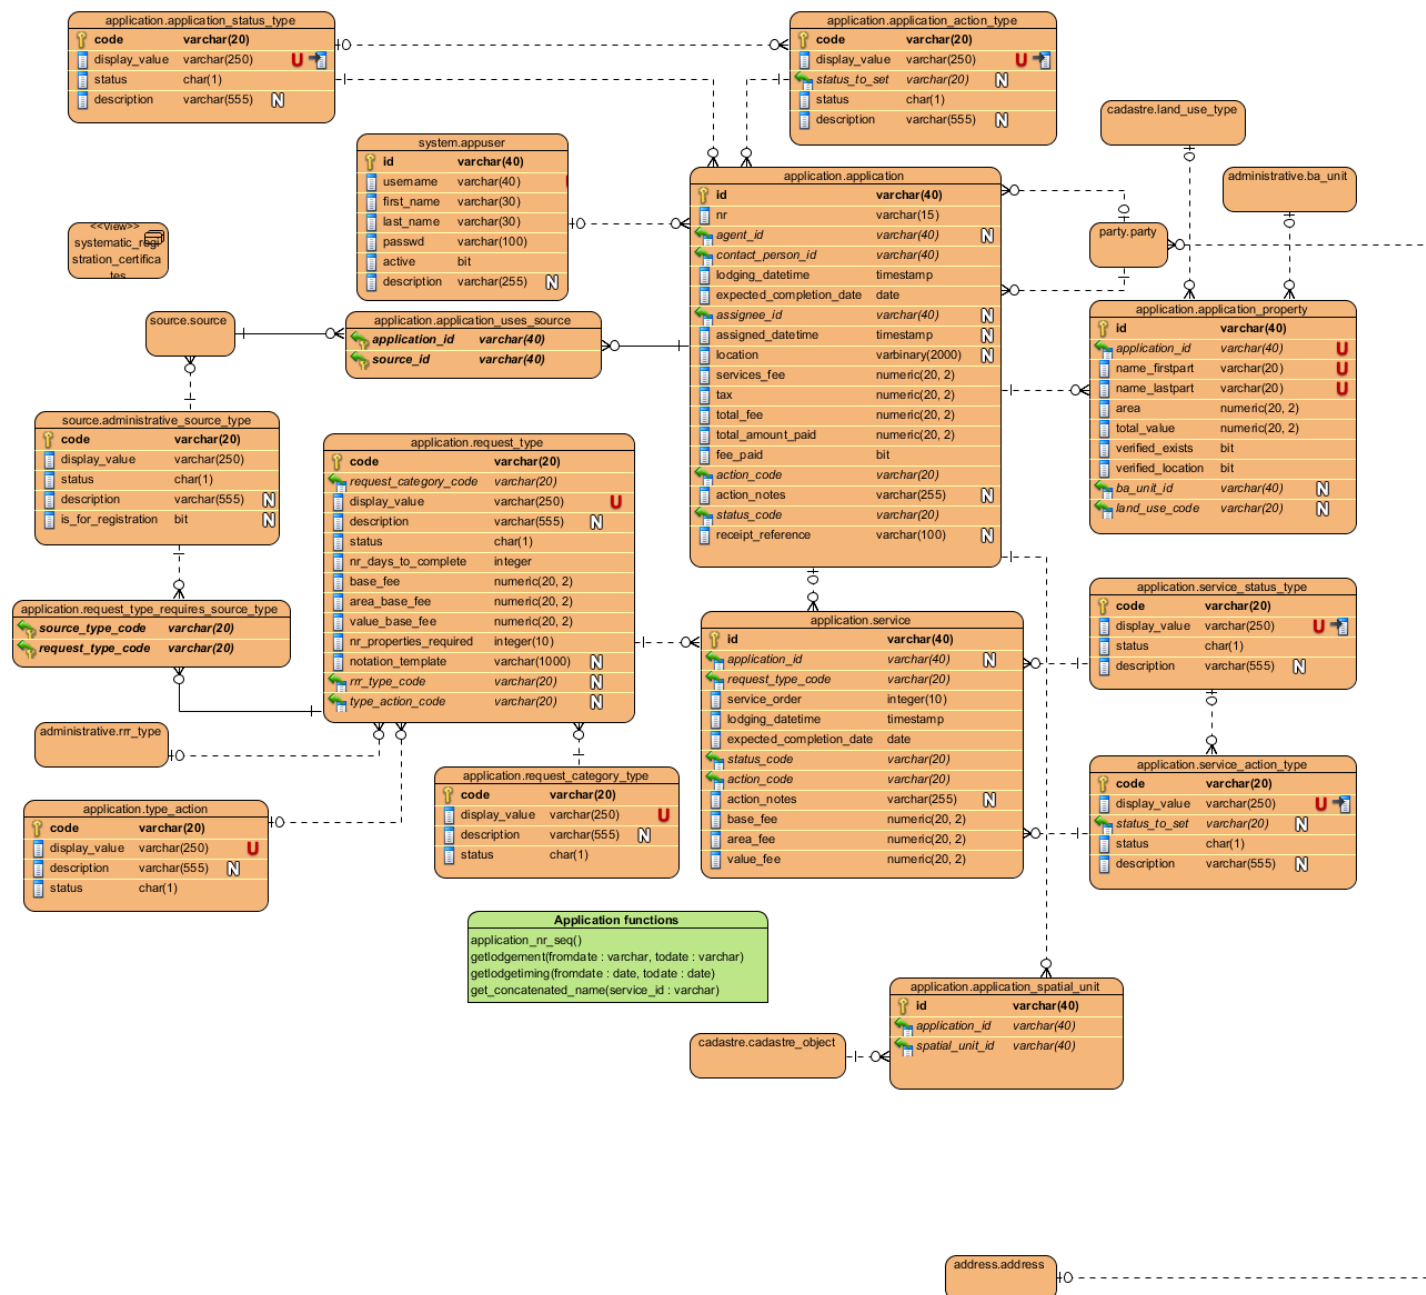 application.application_status_type
code varchar(20)
display_value varchar(250) U
status char(1)
description varchar(555) N
application.application_action_type
code varchar(20)
display_value varchar(250) U
status_to_set varchar(20) N
status char(1)
description varchar(555) N
cadastre.land_use_type
administrative.ba_unit
party.party
system.appuser
id varchar(40)
username varchar(40)
first_name varchar(30)
last_name varchar(30)
passwd varchar(100)
active bit
description varchar(255) N
<<view>>
systematic_regi
stration_certifica
tes
application.application
id varchar(40)
nr varchar(15)
agent_id varchar(40) N
contact_person_id varchar(40)
lodging_datetime timestamp
expected_completion_date date
assignee_id varchar(40) N
assigned_datetime timestamp N
location varbinary(2000) N
services_fee numeric(20, 2)
tax numeric(20, 2)
total_fee numeric(20, 2)
total_amount_paid numeric(20, 2)
fee_paid bit
action_code varchar(20)
action_notes varchar(255) N
status_code varchar(20)
receipt_reference varchar(100) N
source.source
application.application_uses_source
application_id varchar(40)
source_id varchar(40)
application.application_property
id varchar(40)
application_id varchar(40) U
name_firstpart varchar(20) U
name_lastpart varchar(20) U
area numeric(20, 2)
total_value numeric(20, 2)
verified_exists bit
verified_location bit
ba_unit_id varchar(40) N
land_use_code varchar(20) N
source.administrative_source_type
code varchar(20)
display_value varchar(250)
status char(1)
description varchar(555) N
is_for_registration bit N
application.request_type
code varchar(20)
request_category_code varchar(20)
display_value varchar(250) U
description varchar(555) N
status char(1)
nr_days_to_complete integer
base_fee numeric(20, 2)
area_base_fee numeric(20, 2)
value_base_fee numeric(20, 2)
nr_properties_required integer(10)
notation_template varchar(1000) N
rrr_type_code varchar(20) N
type_action_code varchar(20) N
application.request_type_requires_source_type
source_type_code varchar(20)
request_type_code varchar(20)
application.service
id varchar(40)
application_id varchar(40) N
request_type_code varchar(20)
service_order integer(10)
lodging_datetime timestamp
expected_completion_date date
status_code varchar(20)
action_code varchar(20)
action_notes varchar(255) N
base_fee numeric(20, 2)
area_fee numeric(20, 2)
value_fee numeric(20, 2)
application.service_status_type
code varchar(20)
display_value varchar(250) U
status char(1)
description varchar(555) N
administrative.rrr_type
application.request_category_type
code varchar(20)
display_value varchar(250) U
description varchar(555) N
status char(1)
application.service_action_type
code varchar(20)
display_value varchar(250) U
status_to_set varchar(20) N
status char(1)
description varchar(555) N
application.type_action
code varchar(20)
display_value varchar(250) U
description varchar(555) N
status char(1)
Application functions
application_nr_seq()
getlodgement(fromdate : varchar, todate : varchar)
getlodgetiming(fromdate : date, todate : date)
get_concatenated_name(service_id : varchar)
application.application_spatial_unit
id varchar(40)
application_id varchar(40)
spatial_unit_id varchar(40)
cadastre.cadastre_object
address.address